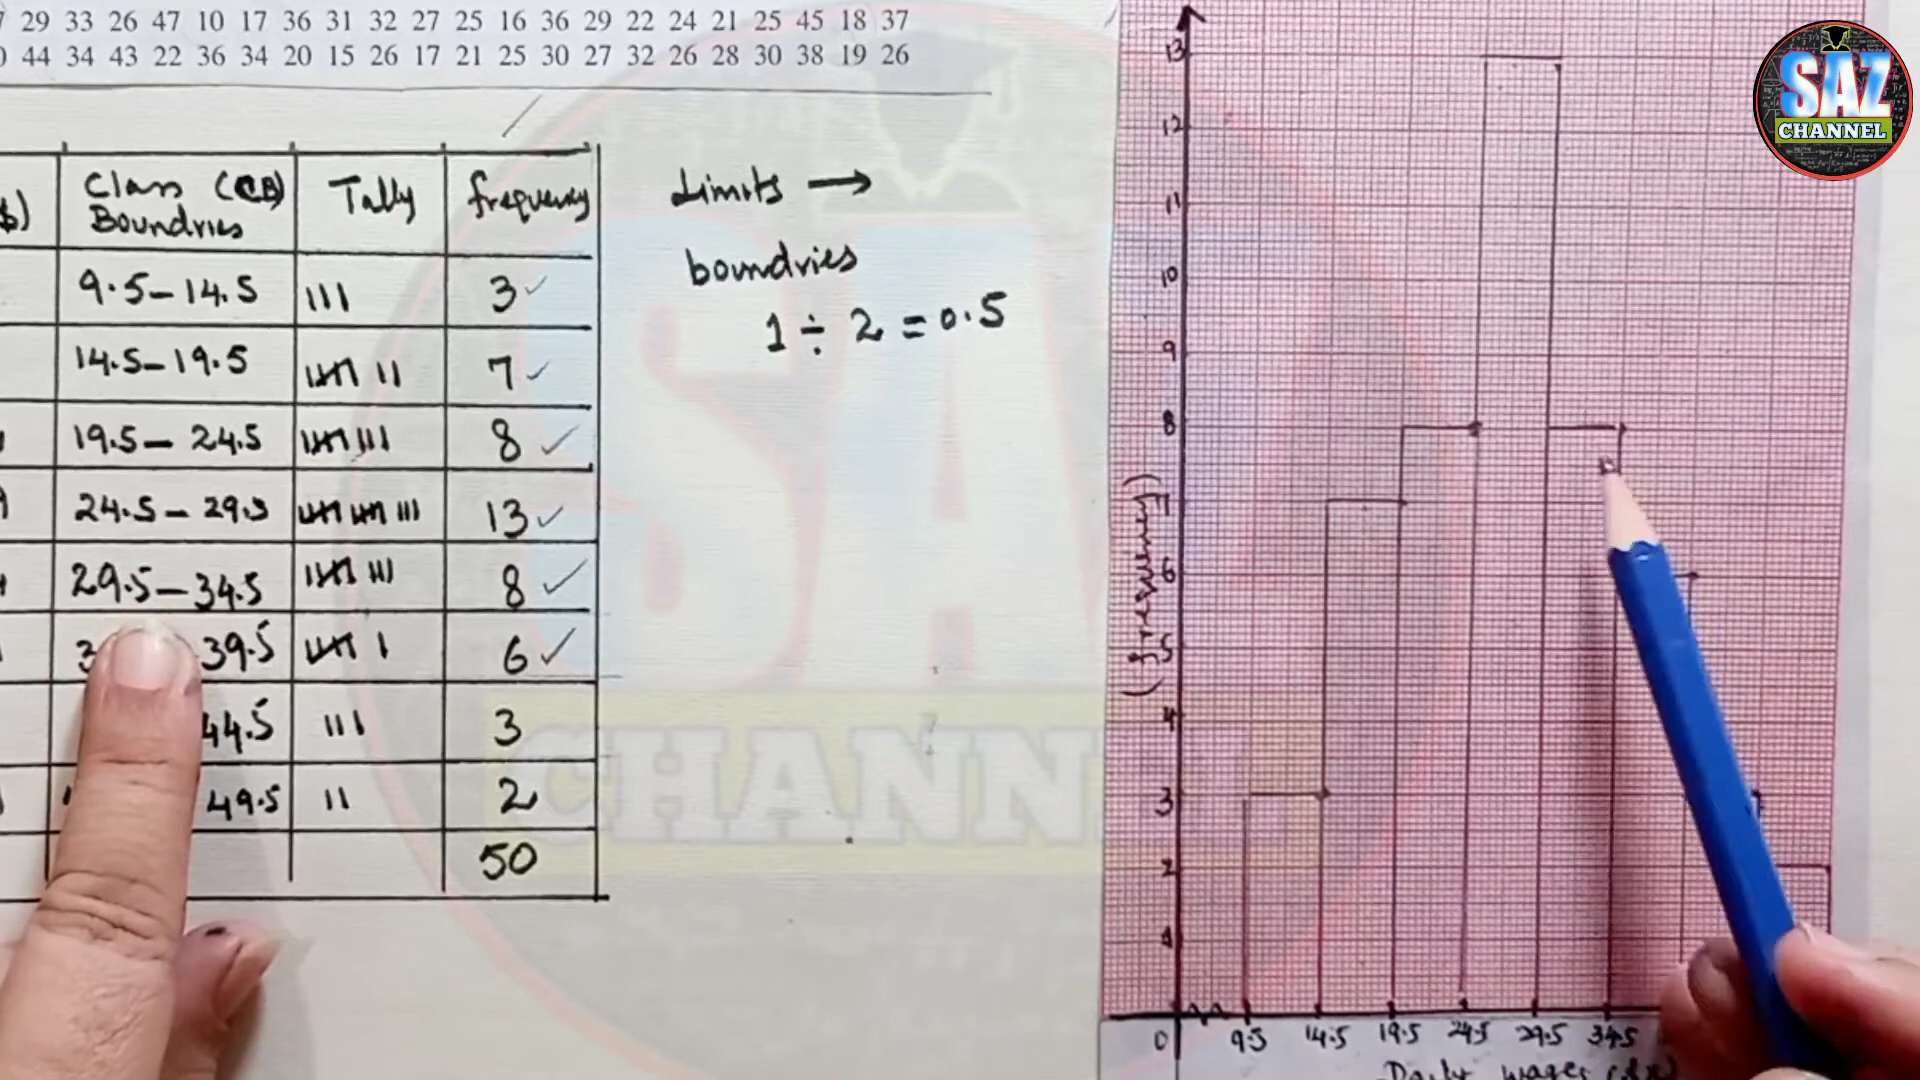 29 33 26 47 10 17 36 31 32 27 25 16 36 29 22 24 21 25 45 18 37
44 34 43 22 36 34 20 15 26 17 21 25 30 27 32 26 28 30 38 19 26
$)
Class (CB) Boundries
Tally
frequency
9.5-14.5 3
14.5-19.5 7
19.5-24.5 8
24.5-29.5 13
29.5-34.5 8
39.5 6
44.5 3
49.5 2
50
Limits →
boundries
1 ÷ 2 = 0.5
13
12
11
10
9
8
7
6
5
4
3
2
1
(frequency)
0 9.5 14.5 19.5 24.5 29.5 34.5
Daily wages
SAZ
CHANNEL
SAZ
CHANN